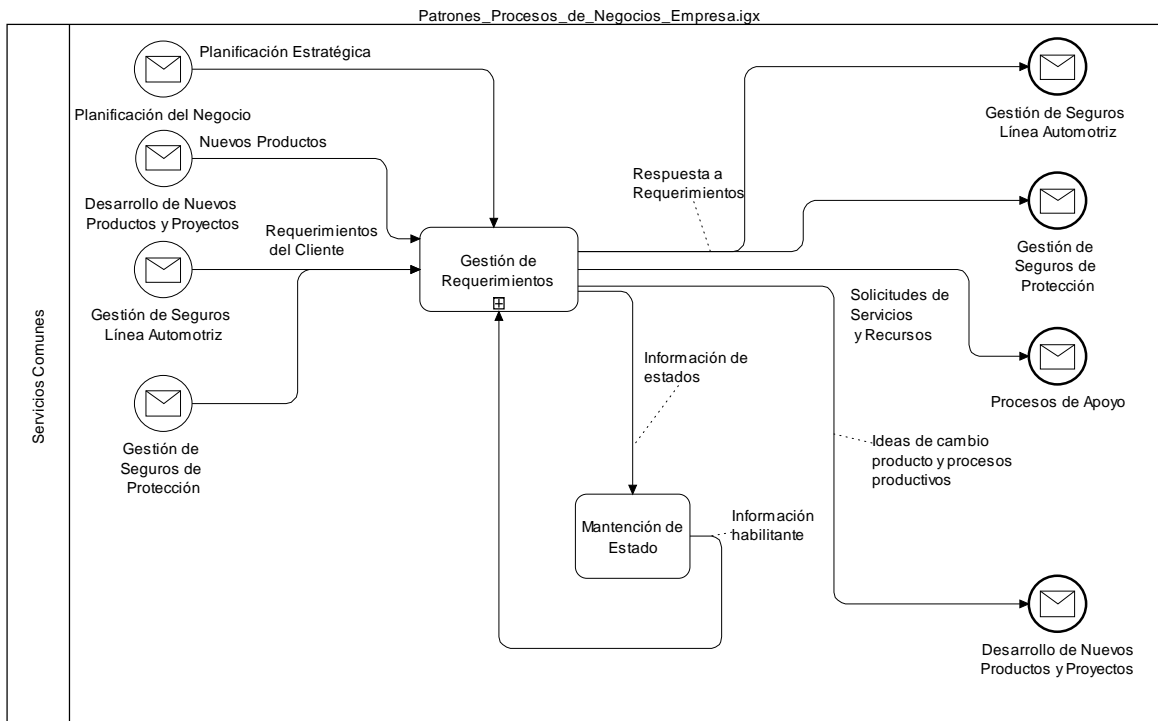 Patrones_Procesos_de_Negocios_Empresa.igx
Servicios Comunes
Planificación Estratégica
Planificación del Negocio
Nuevos Productos
Desarrollo de Nuevos
Productos y Proyectos
Requerimientos
del Cliente
Gestión de Seguros
Línea Automotriz
Gestión de
Seguros de
Protección
Gestión de
Requerimientos
Respuesta a
Requerimientos
Información de
estados
Mantención de
Estado
Información
habilitante
Gestión de Seguros
Línea Automotriz
Gestión de
Seguros de
Protección
Solicitudes de
Servicios
y Recursos
Procesos de Apoyo
Ideas de cambio
producto y procesos
productivos
Desarrollo de Nuevos
Productos y Proyectos